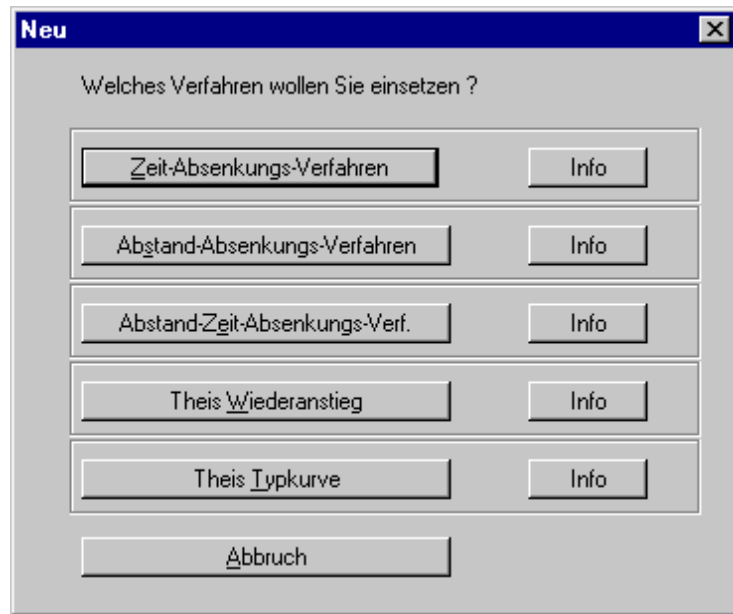 Neu
Welches Verfahren wollen Sie einsetzen ?
Zeit-Absenkungs-Verfahren Info
Abstand-Absenkungs-Verfahren Info
Abstand-Zeit-Absenkungs-Verf. Info
Theis Wiederanstieg Info
Theis Typkurve Info
Abbruch